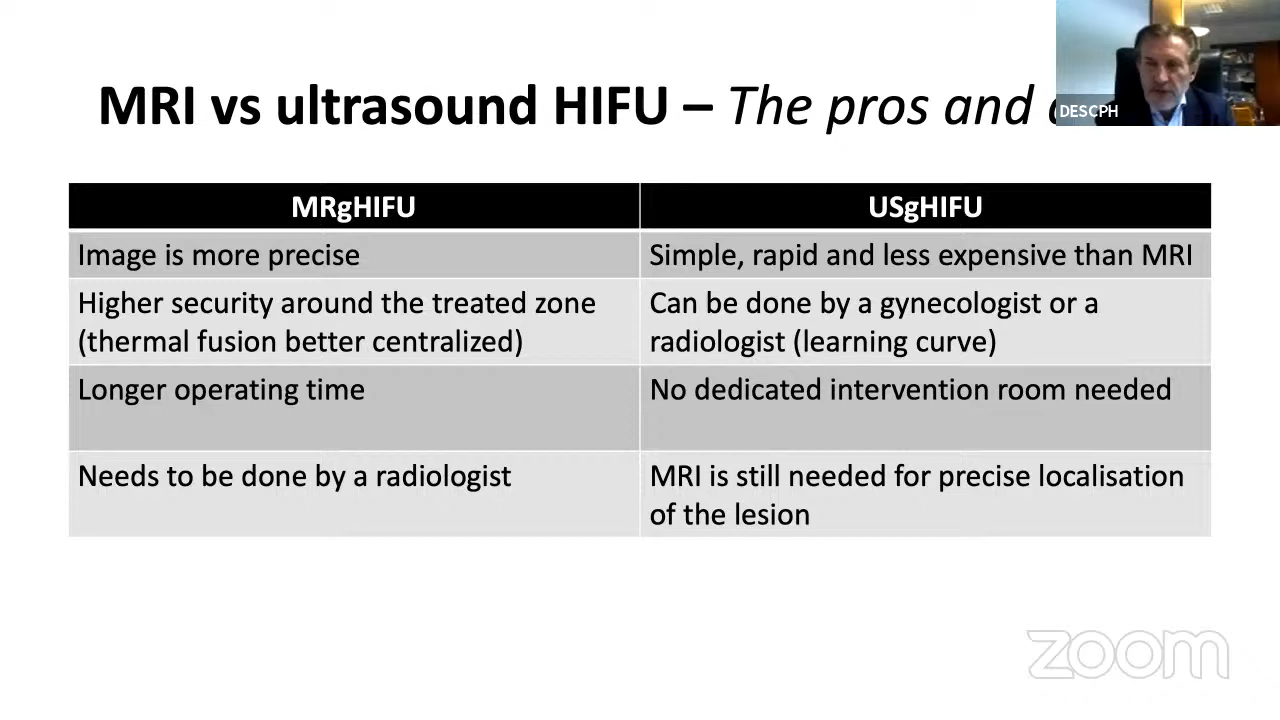 MRI vs ultrasound HIFU – The pros and
DESCPH
MRgHIFU
USgHIFU
Image is more precise
Simple, rapid and less expensive than MRI
Higher security around the treated zone
(thermal fusion better centralized)
Can be done by a gynecologist or a
radiologist (learning curve)
Longer operating time
No dedicated intervention room needed
Needs to be done by a radiologist
MRI is still needed for precise localisation
of the lesion
zoom